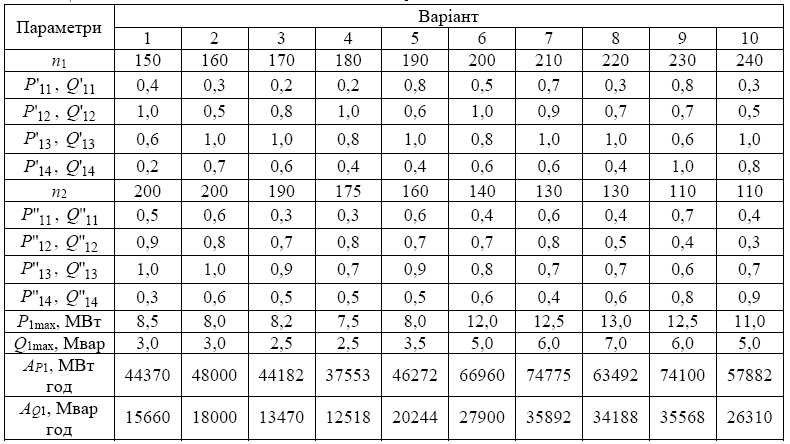 Параметри Варіант
1 2 3 4 5 6 7 8 9 10
n1 150 160 170 180 190 200 210 220 230 240
P'11 , Q'11 0,4 0,3 0,2 0,2 0,8 0,5 0,7 0,3 0,8 0,3
P'12 , Q'12 1,0 0,5 0,8 1,0 0,6 1,0 0,9 0,7 0,7 0,5
P'13 , Q'13 0,6 1,0 1,0 0,8 1,0 0,8 1,0 1,0 0,6 1,0
P'14 , Q'14 0,2 0,7 0,6 0,4 0,4 0,6 0,6 0,4 1,0 0,8
n2 200 200 190 175 160 140 130 130 110 110
P"11 , Q"11 0,5 0,6 0,3 0,3 0,6 0,4 0,6 0,4 0,7 0,4
P"12 , Q"12 0,9 0,8 0,7 0,8 0,7 0,7 0,8 0,5 0,4 0,3
P"13 , Q"13 1,0 1,0 0,9 0,7 0,9 0,8 0,7 0,7 0,6 0,7
P"14 , Q"14 0,3 0,6 0,5 0,5 0,5 0,6 0,4 0,6 0,8 0,9
P1max, МВт 8,5 8,0 8,2 7,5 8,0 12,0 12,5 13,0 12,5 11,0
Q1max, Мвар 3,0 3,0 2,5 2,5 3,5 5,0 6,0 7,0 6,0 5,0
AP1, МВт год 44370 48000 44182 37553 46272 66960 74775 63492 74100 57882
AQ1, Мвар год 15660 18000 13470 12518 20244 27900 35892 34188 35568 26310